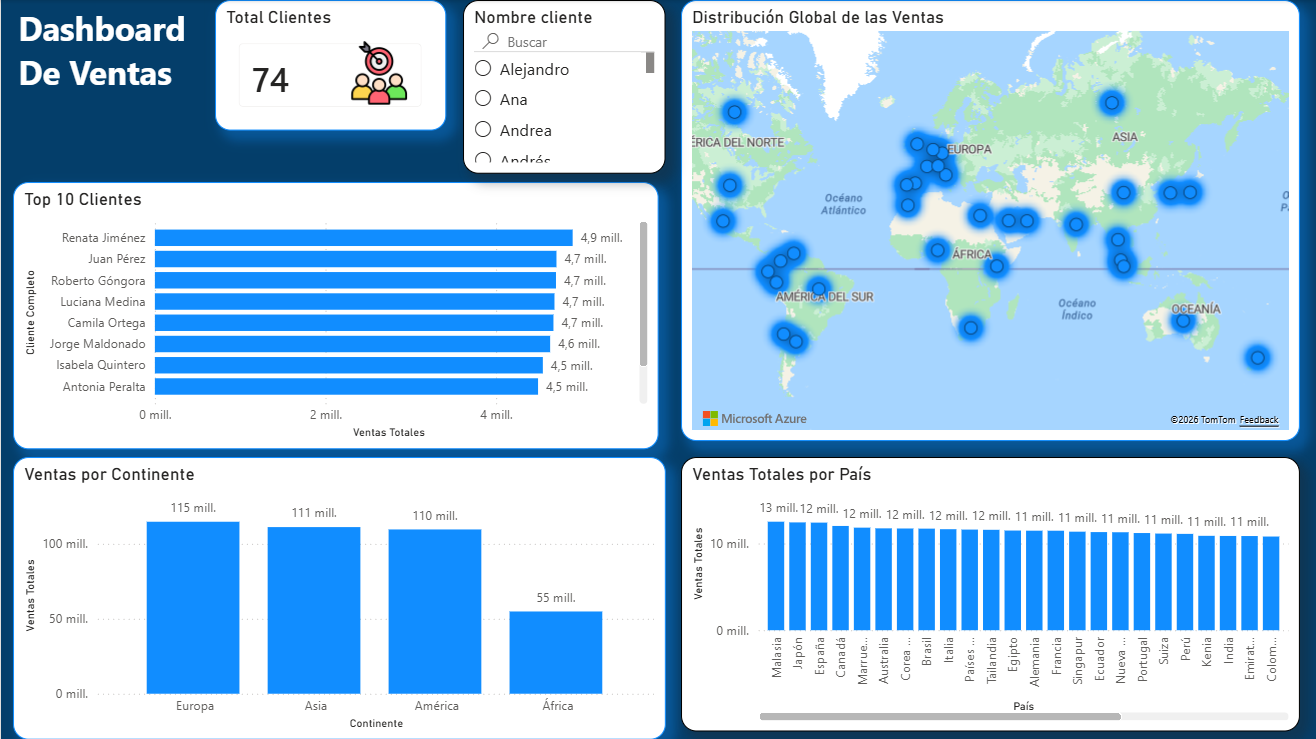 Dashboard
De Ventas
Total Clientes
74
Nombre cliente
Buscar
Alejandro
Ana
Andrea
Andrés
Distribución Global de las Ventas
ÉRICA DEL NORTE
EUROPA
ASIA
Océano
Atlántico
ÁFRICA
AMÉRICA DEL SUR
Océano
Índico
OCEANÍA
Microsoft Azure
©2026 TomTom Feedback
Top 10 Clientes
Cliente Completo
Renata Jiménez 4,9 mill.
Juan Pérez 4,7 mill.
Roberto Góngora 4,7 mill.
Luciana Medina 4,7 mill.
Camila Ortega 4,7 mill.
Jorge Maldonado 4,6 mill.
Isabela Quintero 4,5 mill.
Antonia Peralta 4,5 mill.
0 mill. 2 mill. 4 mill.
Ventas Totales
Ventas por Continente
Ventas Totales
115 mill. 111 mill. 110 mill. 55 mill.
100 mill.
50 mill.
0 mill.
Europa Asia América África
Continente
Ventas Totales por País
Ventas Totales
13 mill. 12 mill. 12 mill. 12 mill. 12 mill. 12 mill. 11 mill. 11 mill. 11 mill. 11 mill. 11 mill. 11 mill.
10 mill.
0 mill.
Malasia Japón España Canadá Marrue... Australia Corea ... Brasil Italia Países ... Tailandia Egipto Alemania Francia Singapur Ecuador Nueva ... Portugal Suiza Perú Kenia India Emirat... Colom...
País